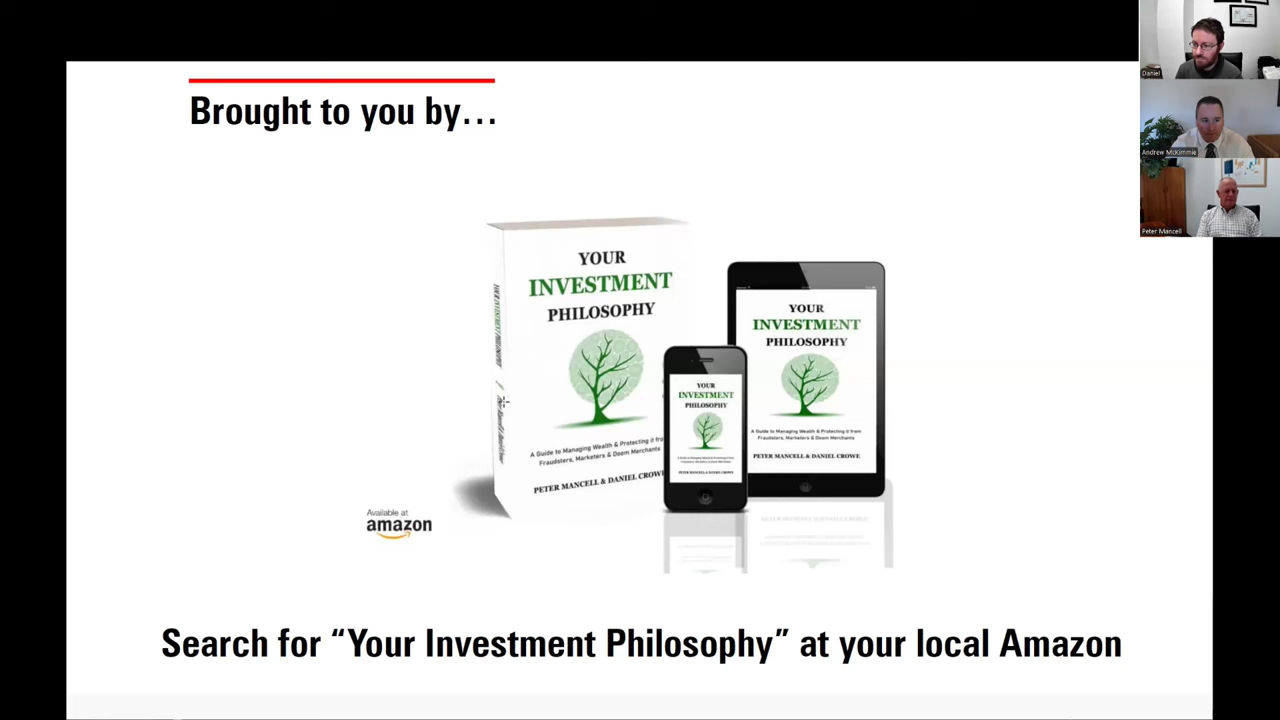 Brought to you by…
YOUR
INVESTMENT
PHILOSOPHY
A Guide to Managing Wealth & Protecting it
Fraudsters, Marketers & Doom Merchants
PETER MANCELL & DANIEL CROWE
YOUR
INVESTMENT
PHILOSOPHY
PETER MANCELL & DANIEL CROWE
YOUR
INVESTMENT
PHILOSOPHY
A Guide to Managing Wealth & Protecting it from
Fraudsters, Marketers & Doom Merchants
PETER MANCELL & DANIEL CROWE
Available at
amazon
Search for “Your Investment Philosophy” at your local Amazon
Daniel
Andrew McKimmie
Peter Mancell